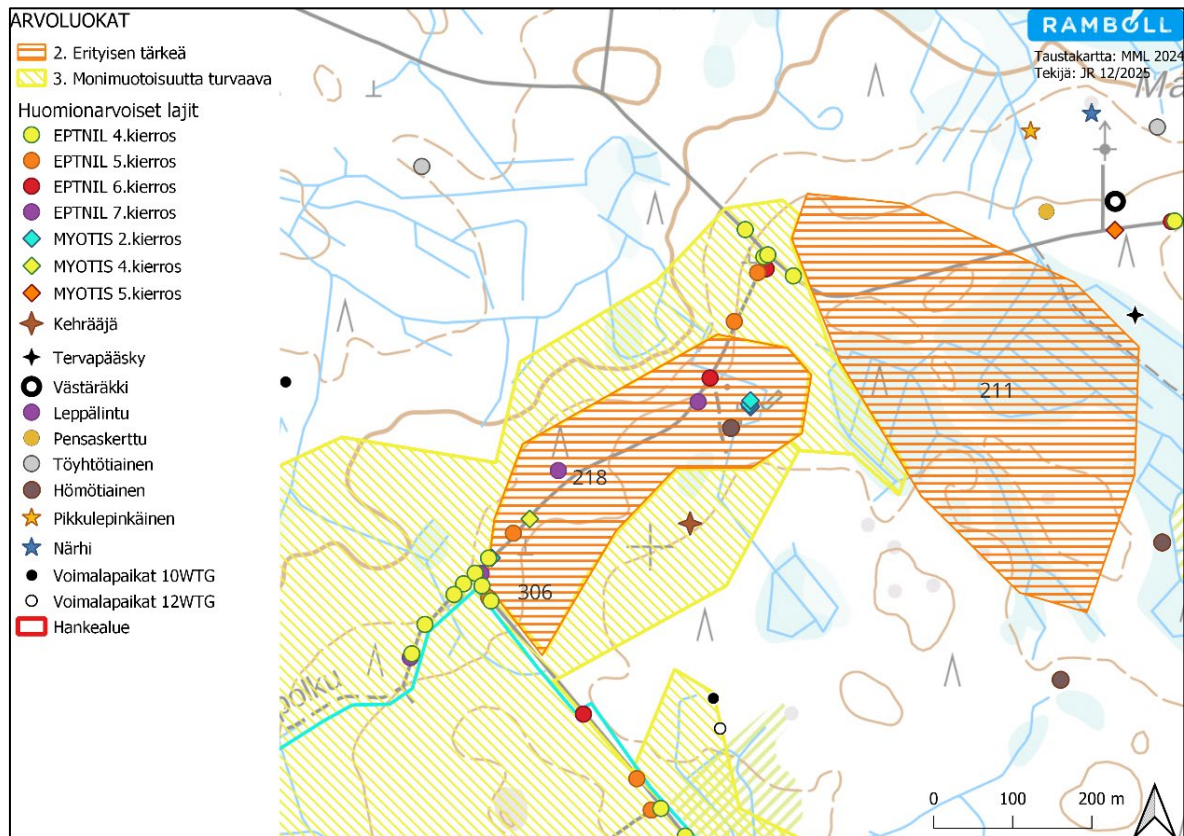 ARVOLUOKAT
2. Erityisen tärkeä
3. Monimuotoisuutta turvaava
Huomionarvoiset lajit
EPTNIL 4.kierros
EPTNIL 5.kierros
EPTNIL 6.kierros
EPTNIL 7.kierros
MYOTIS 2.kierros
MYOTIS 4.kierros
MYOTIS 5.kierros
Kehrääjä
Tervapääsky
Västäräkki
Leppälintu
Pensaskerttu
Töyhtötiainen
Hömötiainen
Pikkulepinkäinen
Närhi
Voimalapaikat 10WTG
Voimalapaikat 12WTG
Hankealue
RAMBOLL
Taustakartta: MML 2024
Tekijä: JR 12/2025
Ma
211
218
306
polku
0 100 200 m